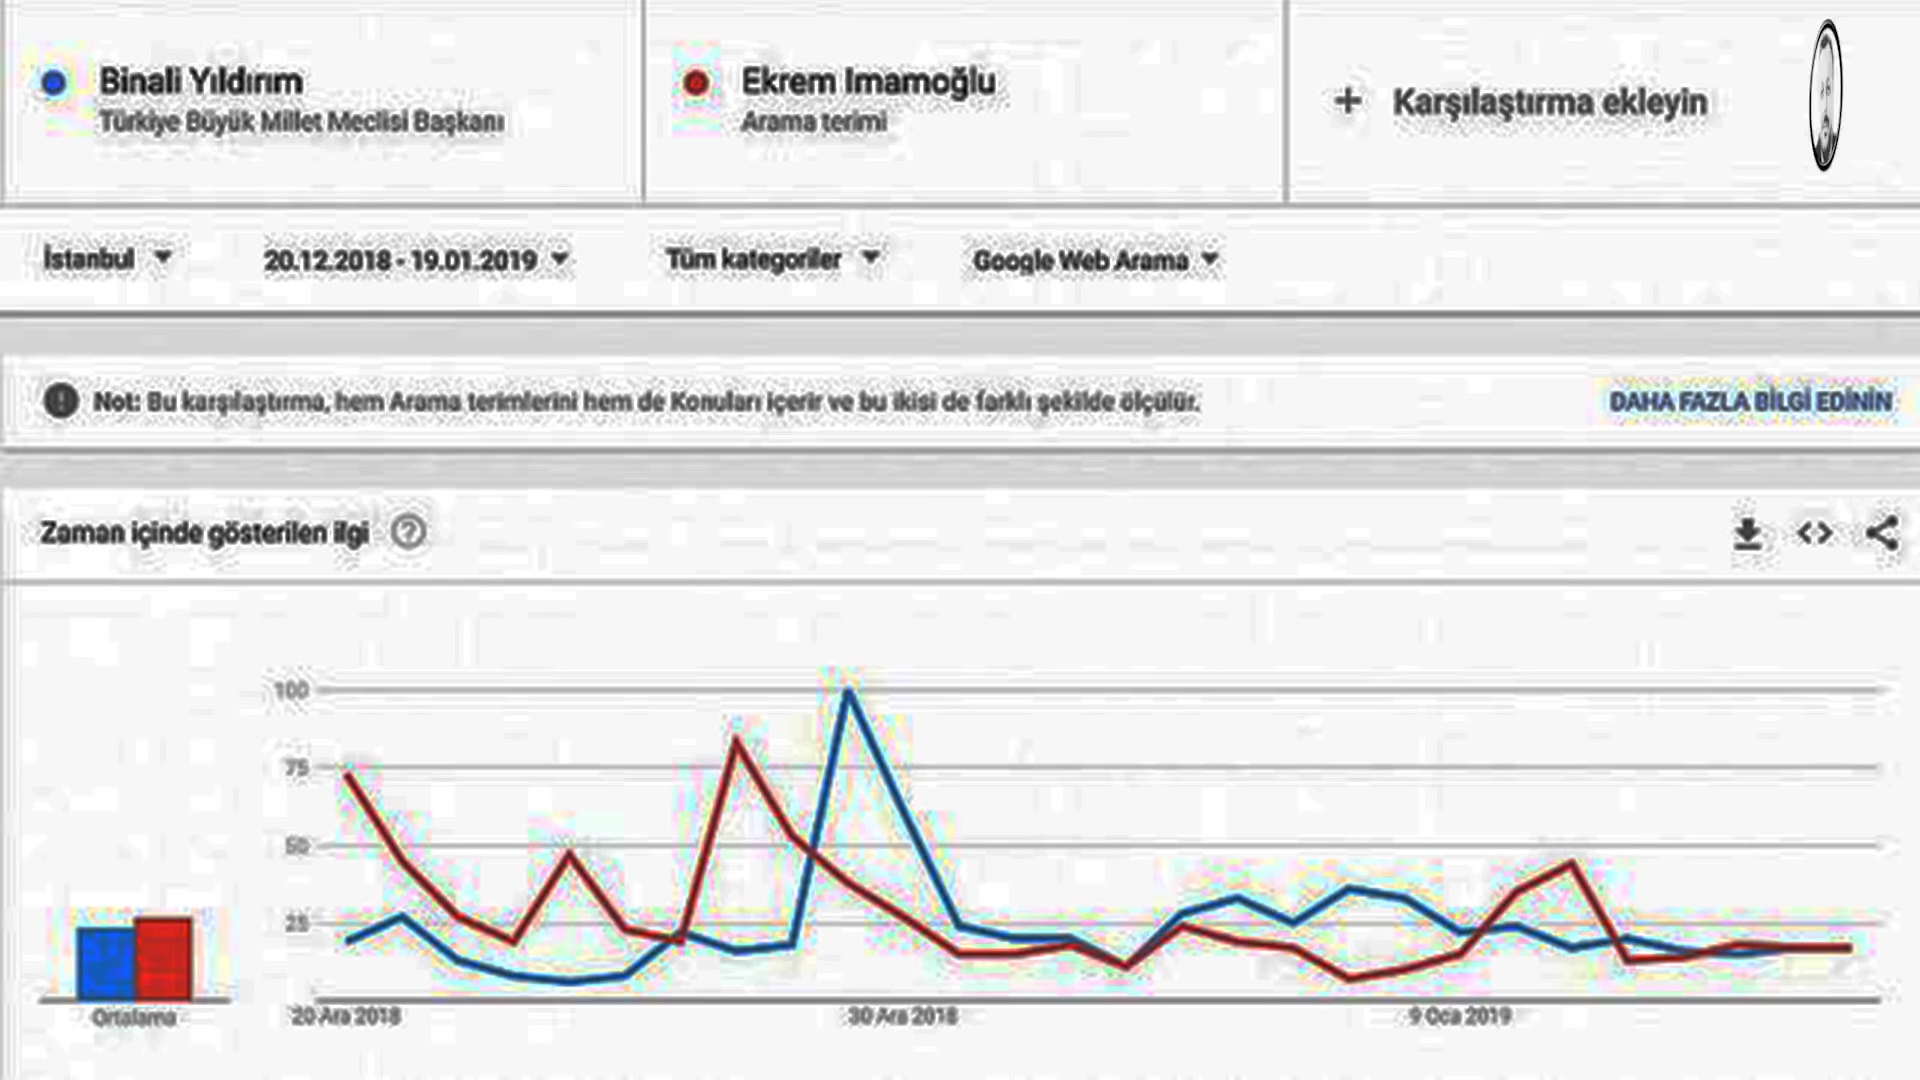 Binali Yıldırım
Türkiye Büyük Millet Meclisi Başkanı
Ekrem Imamoğlu
Arama terimi
+ Karşılaştırma ekleyin
İstanbul
20.12.2018 - 19.01.2019
Tüm kategoriler
Google Web Arama
Not: Bu karşılaştırma, hem Arama terimlerini hem de Konuları içerir ve bu ikisi de farklı şekilde ölçülür.
DAHA FAZLA BİLGİ EDİNİN
Zaman içinde gösterilen ilgi
100
75
50
25
Ortalama
20 Ara 2018
30 Ara 2018
9 Oca 2019